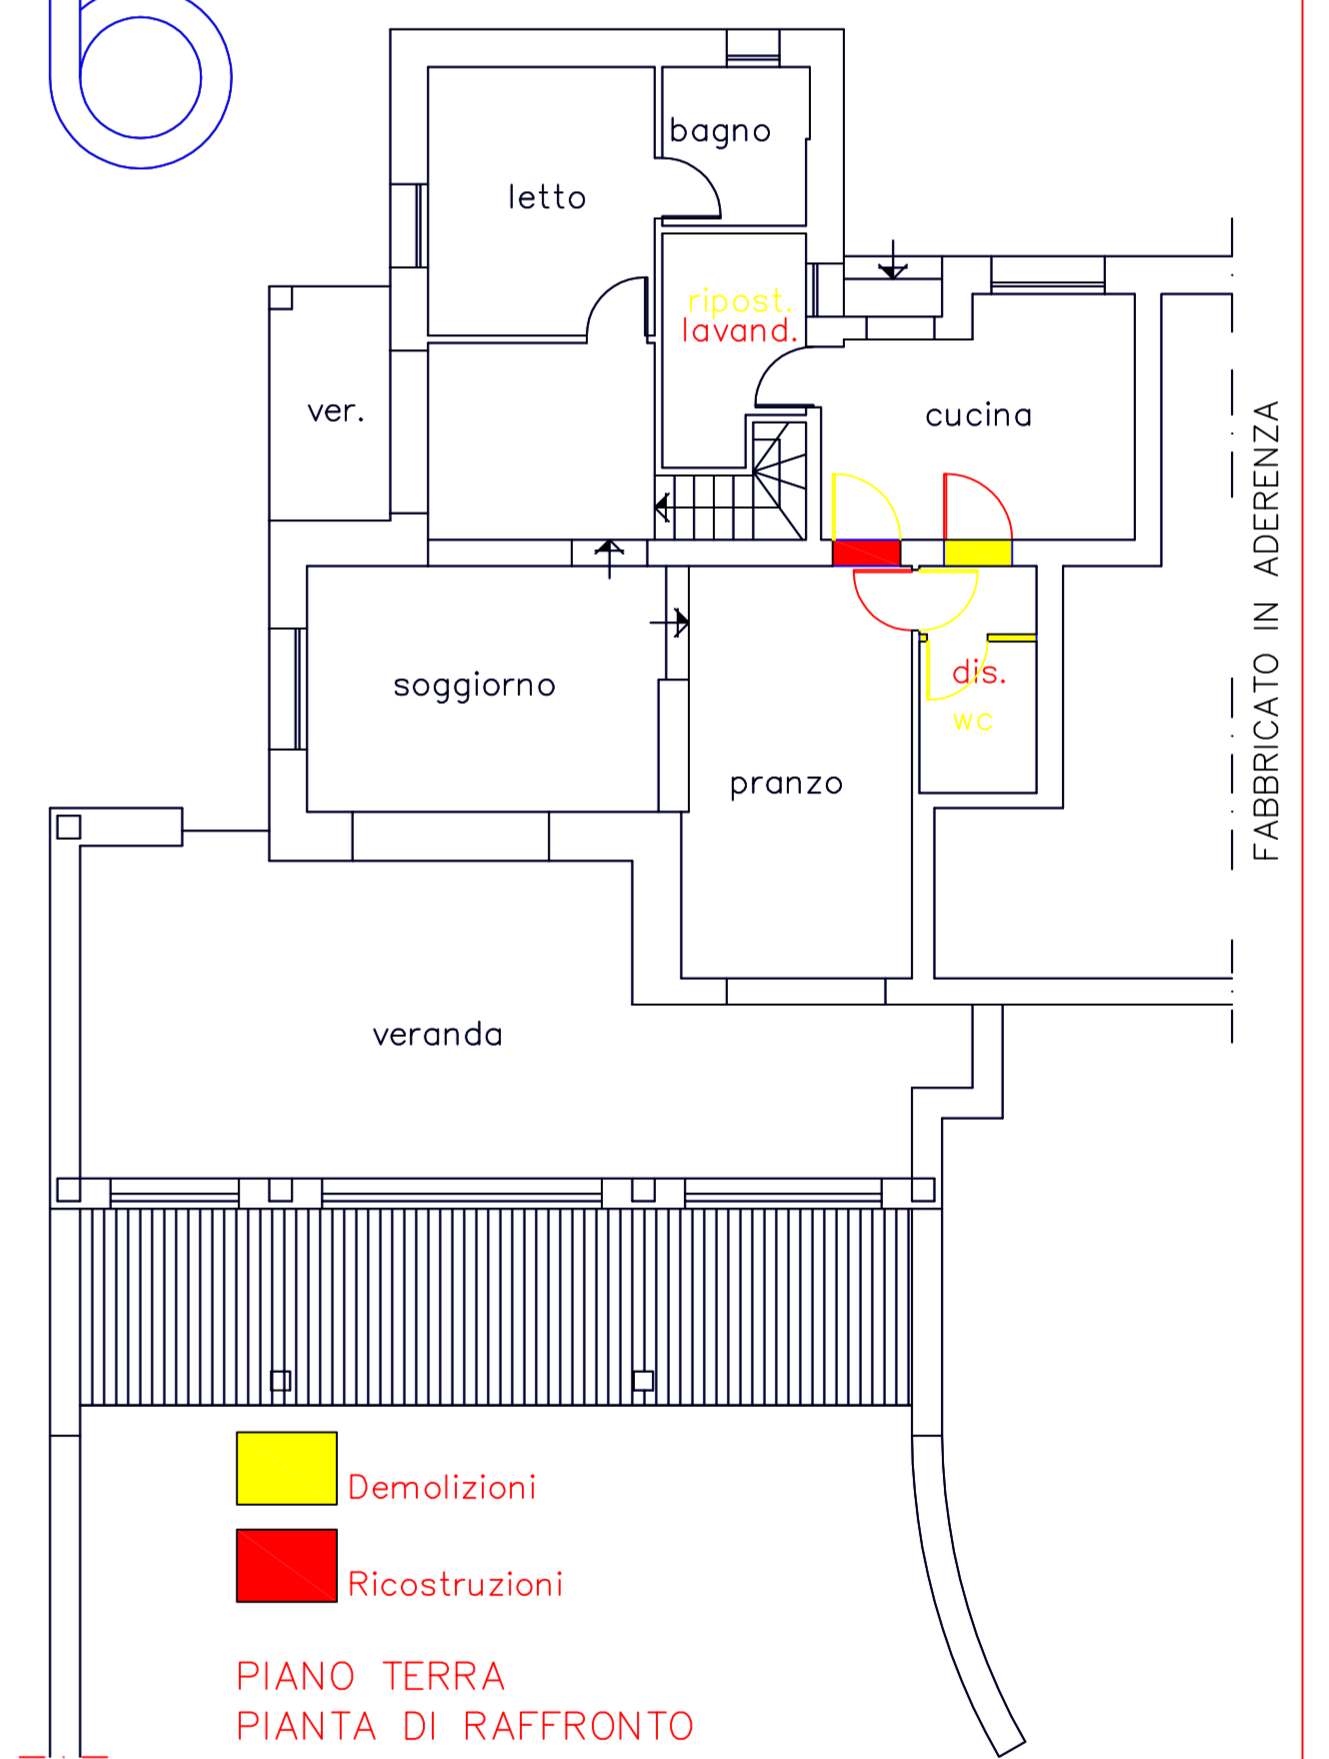 bagno
letto
ripost.
lavand.
ver.
cucina
FABBRICATO IN ADERENZA
dis.
soggiorno
wc
pranzo
veranda
Demolizioni
Ricostruzioni
PIANO TERRA
PIANTA DI RAFFRONTO